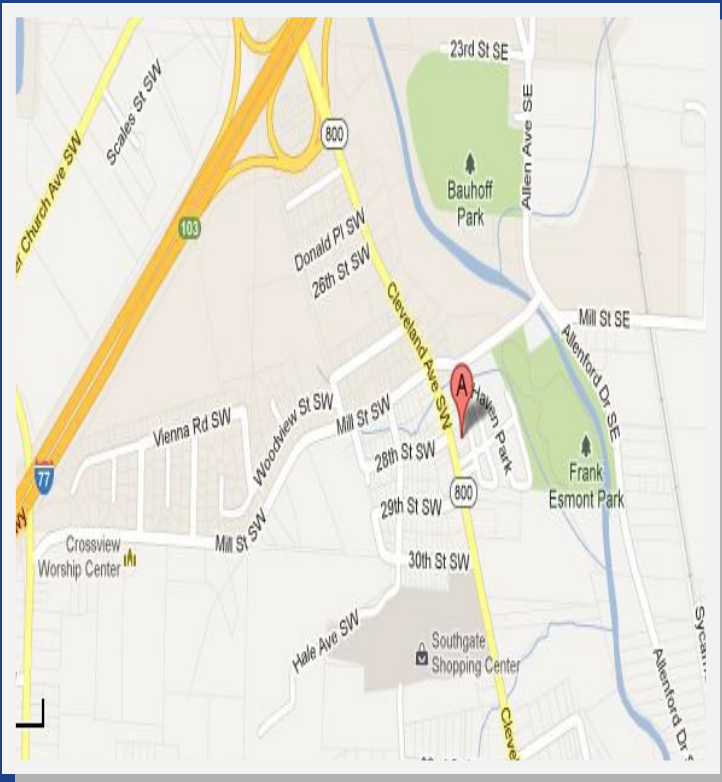 23rd St SE
Scales St SW
Church Ave SW
800
Allen Ave SE
Bauhoff
Park
103
Donald Pl SW
26th St SW
Cleveland Ave SW
Mill St SE
Allenford Dr SE
A
Haven Park
Vienna Rd SW
Woodview St SW
Mill St SW
28th St SW
Frank
Esmont Park
77
800
29th St SW
Mill St SW
Crossview
Worship Center
30th St SW
Hale Ave SW
Southgate
Shopping Center
Allenford Dr S